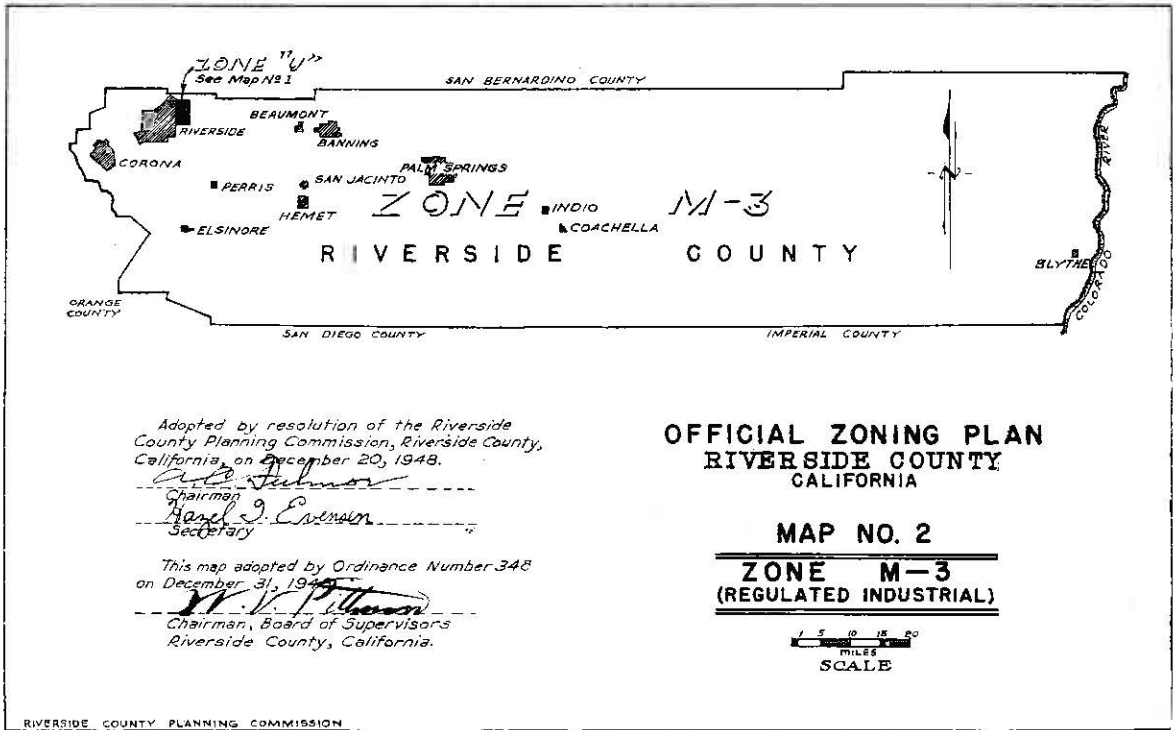 ZONE "U"
See Map Nº 1
SAN BERNARDINO COUNTY
RIVERSIDE
BEAUMONT
BANNING
CORONA
PALM SPRINGS
PERRIS
SAN JACINTO
HEMET
ZONE M-3
INDIO
ELSINORE
COACHELLA
RIVERSIDE COUNTY
BLYTHE
COLORADO RIVER
ORANGE
COUNTY
SAN DIEGO COUNTY
IMPERIAL COUNTY
Adopted by resolution of the Riverside
County Planning Commission, Riverside County,
California, on December 20, 1948.
Chairman
Hazel I. Evensen
Secretary
This map adopted by Ordinance Number 348
on December 31, 1948
W. V. Pittman
Chairman, Board of Supervisors
Riverside County, California.
OFFICIAL ZONING PLAN
RIVERSIDE COUNTY
CALIFORNIA
MAP NO. 2
ZONE M-3
(REGULATED INDUSTRIAL)
1 5 10 15 20
MILES
SCALE
RIVERSIDE COUNTY PLANNING COMMISSION